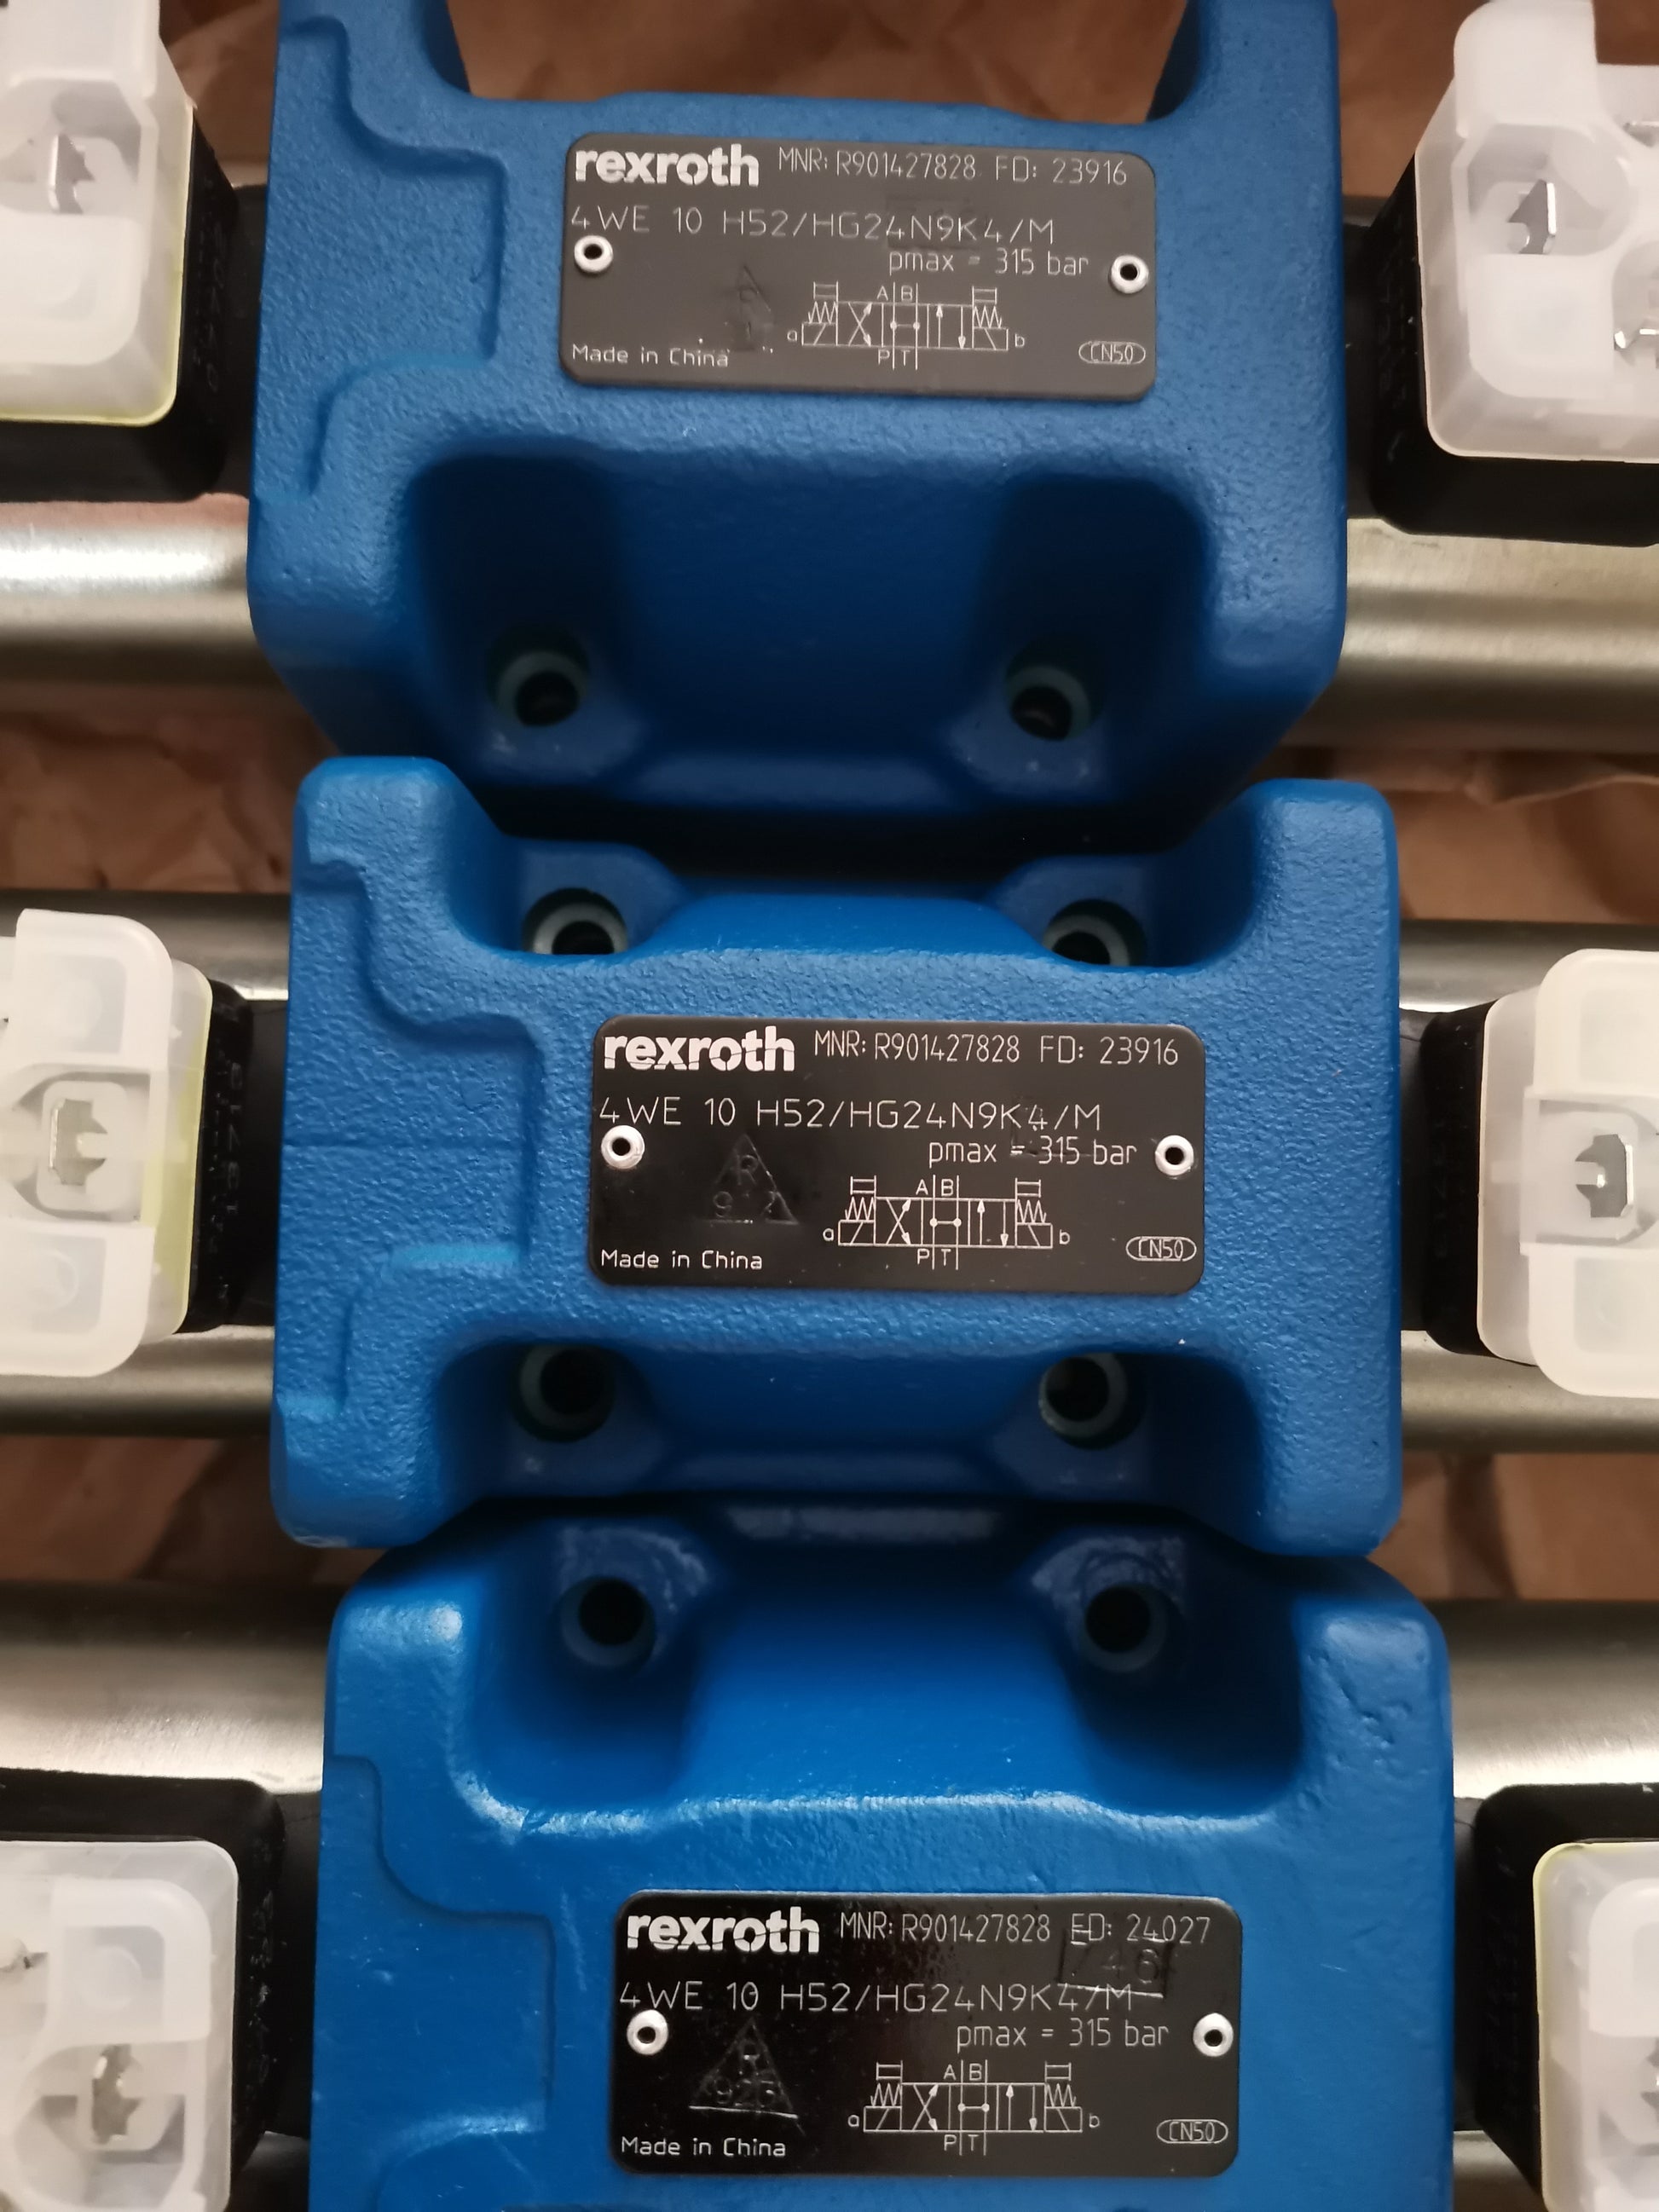 rexroth MNR: R901427828 FD: 23916
4WE 10 H52/HG24N9K4/M
pmax = 315 bar
A B
a b
P T
Made in China CN50
rexroth MNR: R901427828 FD: 23916
4WE 10 H52/HG24N9K4/M
pmax = 315 bar
R
A B
a b
P T
Made in China CN50
rexroth MNR: R901427828 FD: 24027
4WE 10 H52/HG24N9K4/M
pmax = 315 bar
R
925
A B
a b
P T
Made in China CN50